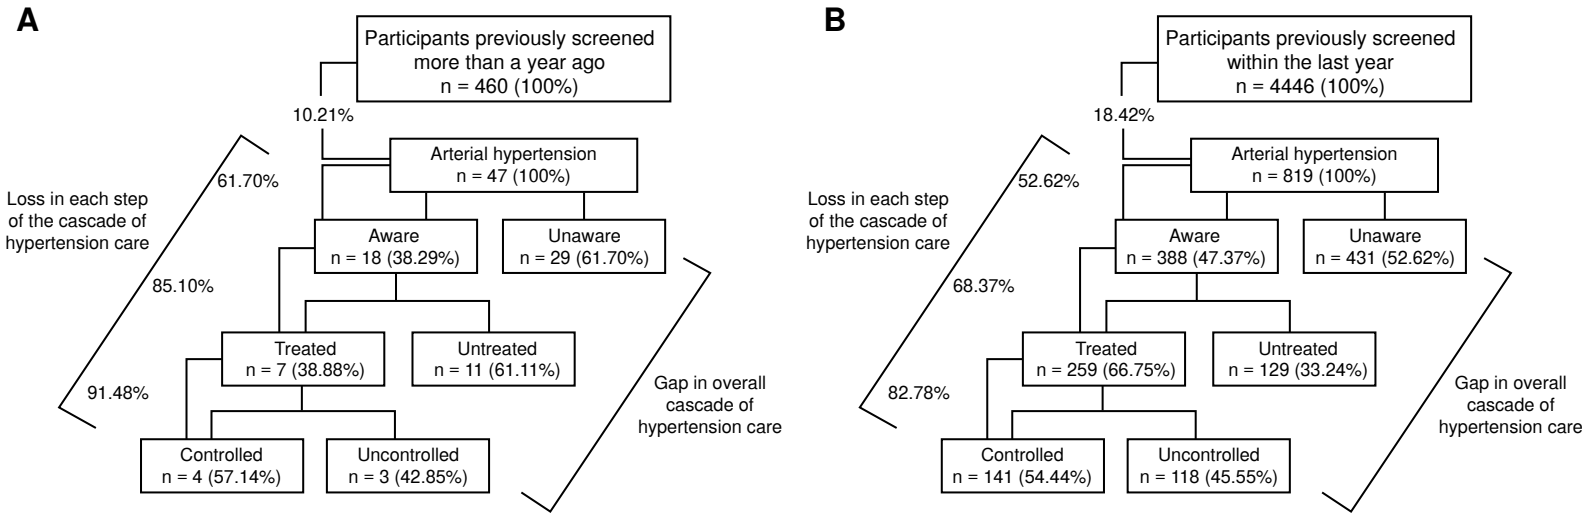 A
Participants previously screened
more than a year ago
n = 460 (100%)
10.21%
Arterial hypertension
n = 47 (100%)
61.70%
Loss in each step
of the cascade of
hypertension care
Aware
n = 18 (38.29%)
Unaware
n = 29 (61.70%)
85.10%
Treated
n = 7 (38.88%)
Untreated
n = 11 (61.11%)
91.48%
Gap in overall
cascade of
hypertension care
Controlled
n = 4 (57.14%)
Uncontrolled
n = 3 (42.85%)
B
Participants previously screened
within the last year
n = 4446 (100%)
18.42%
Arterial hypertension
n = 819 (100%)
52.62%
Loss in each step
of the cascade of
hypertension care
Aware
n = 388 (47.37%)
Unaware
n = 431 (52.62%)
68.37%
Treated
n = 259 (66.75%)
Untreated
n = 129 (33.24%)
82.78%
Gap in overall
cascade of
hypertension care
Controlled
n = 141 (54.44%)
Uncontrolled
n = 118 (45.55%)